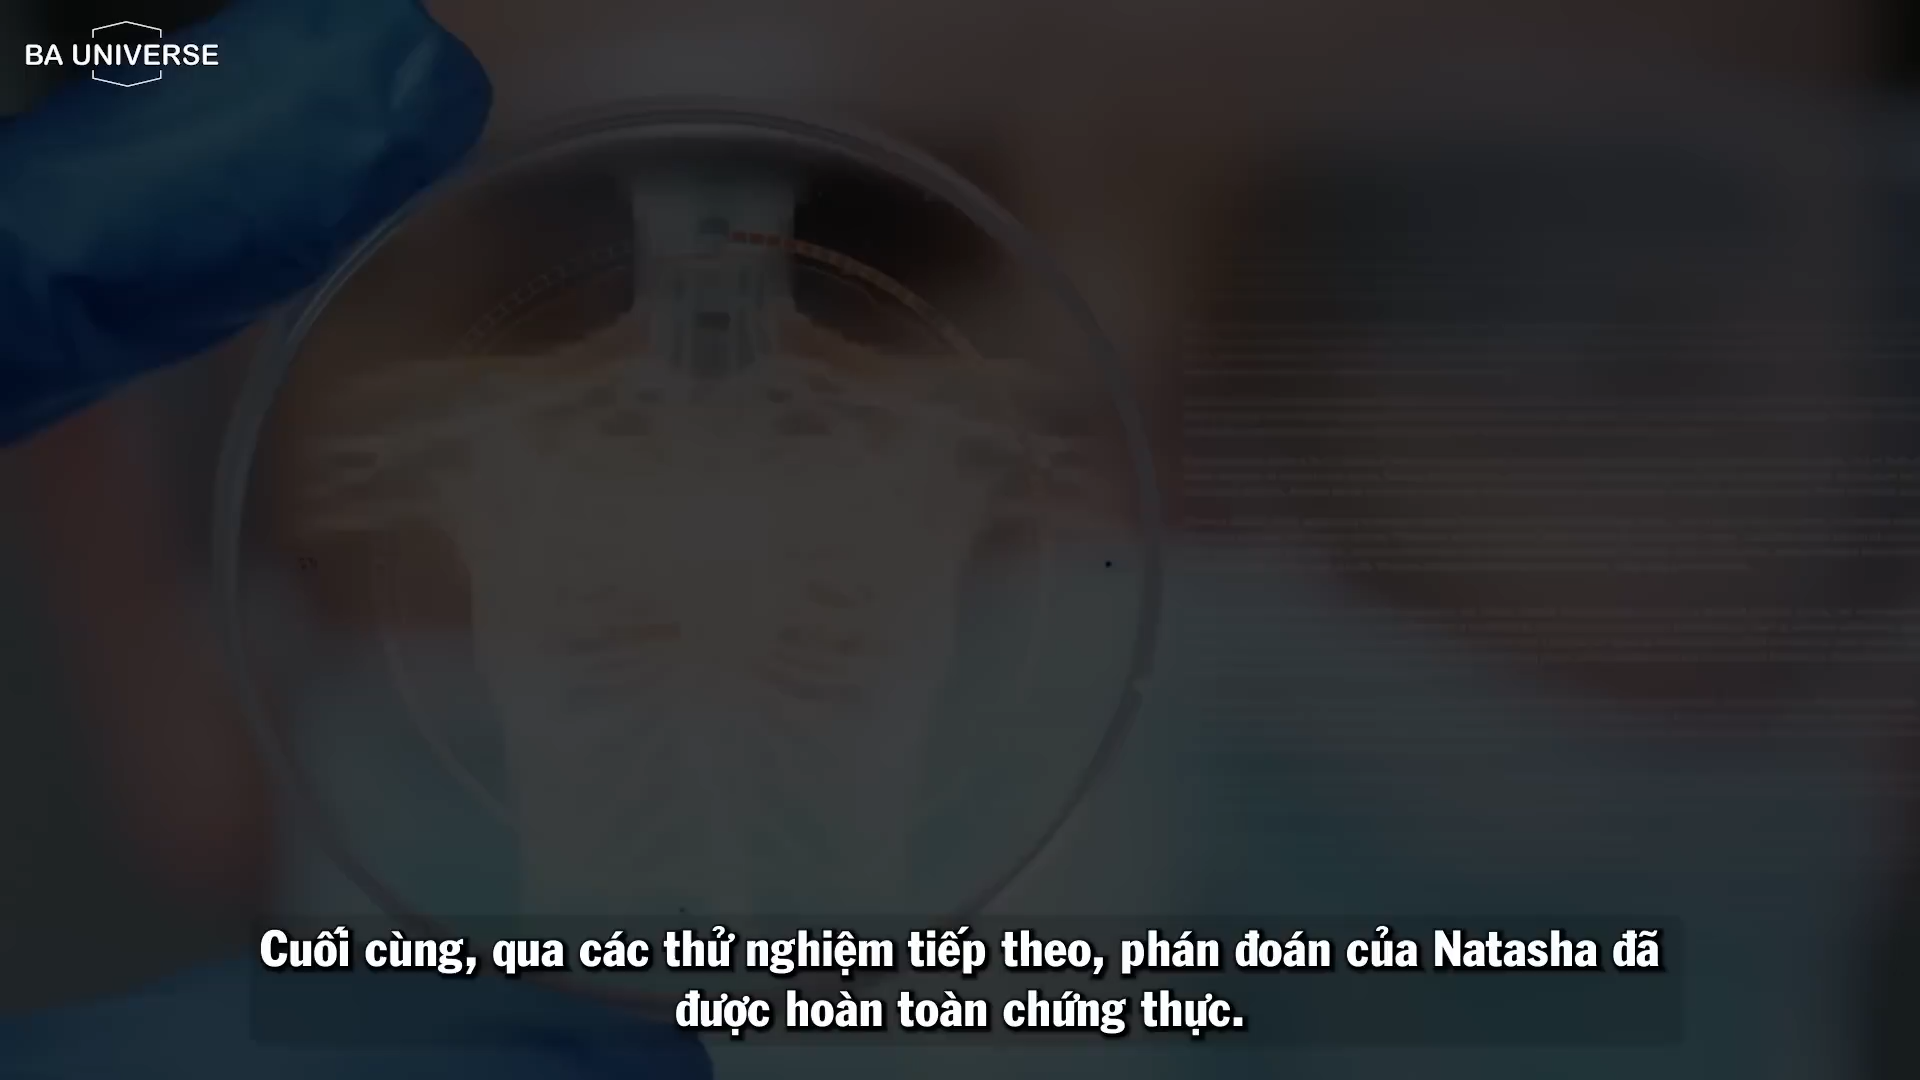 BA UNIVERSE
Cuối cùng, qua các thử nghiệm tiếp theo, phán đoán của Natasha đã
được hoàn toàn chứng thực.